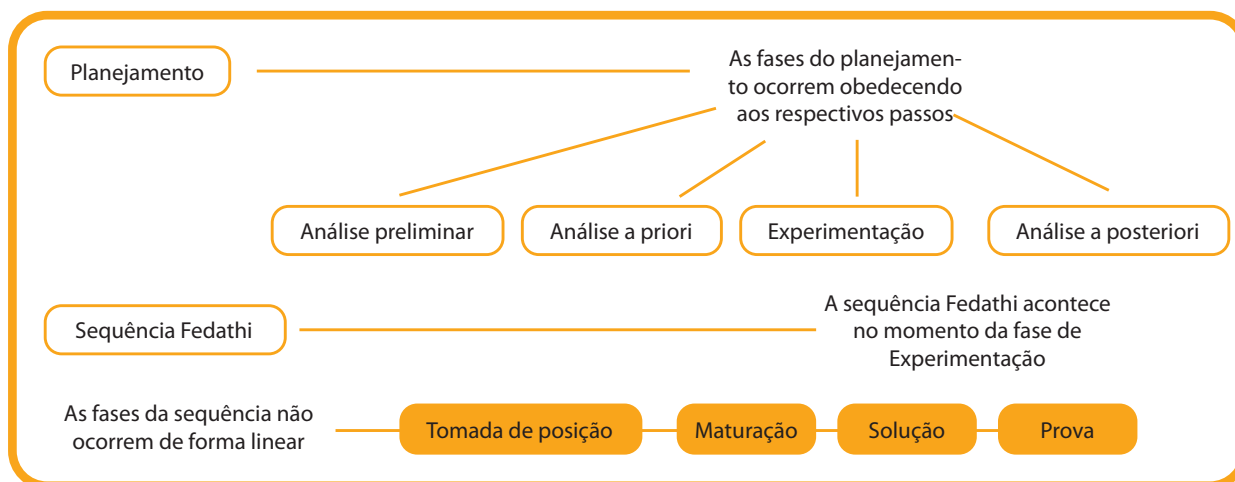 Planejamento
As fases do planejamen-
to ocorrem obedecendo
aos respectivos passos
Análise preliminar
Análise a priori
Experimentação
Análise a posteriori
Sequência Fedathi
A sequência Fedathi acontece
no momento da fase de
Experimentação
As fases da sequência não
ocorrem de forma linear
Tomada de posição
Maturação
Solução
Prova